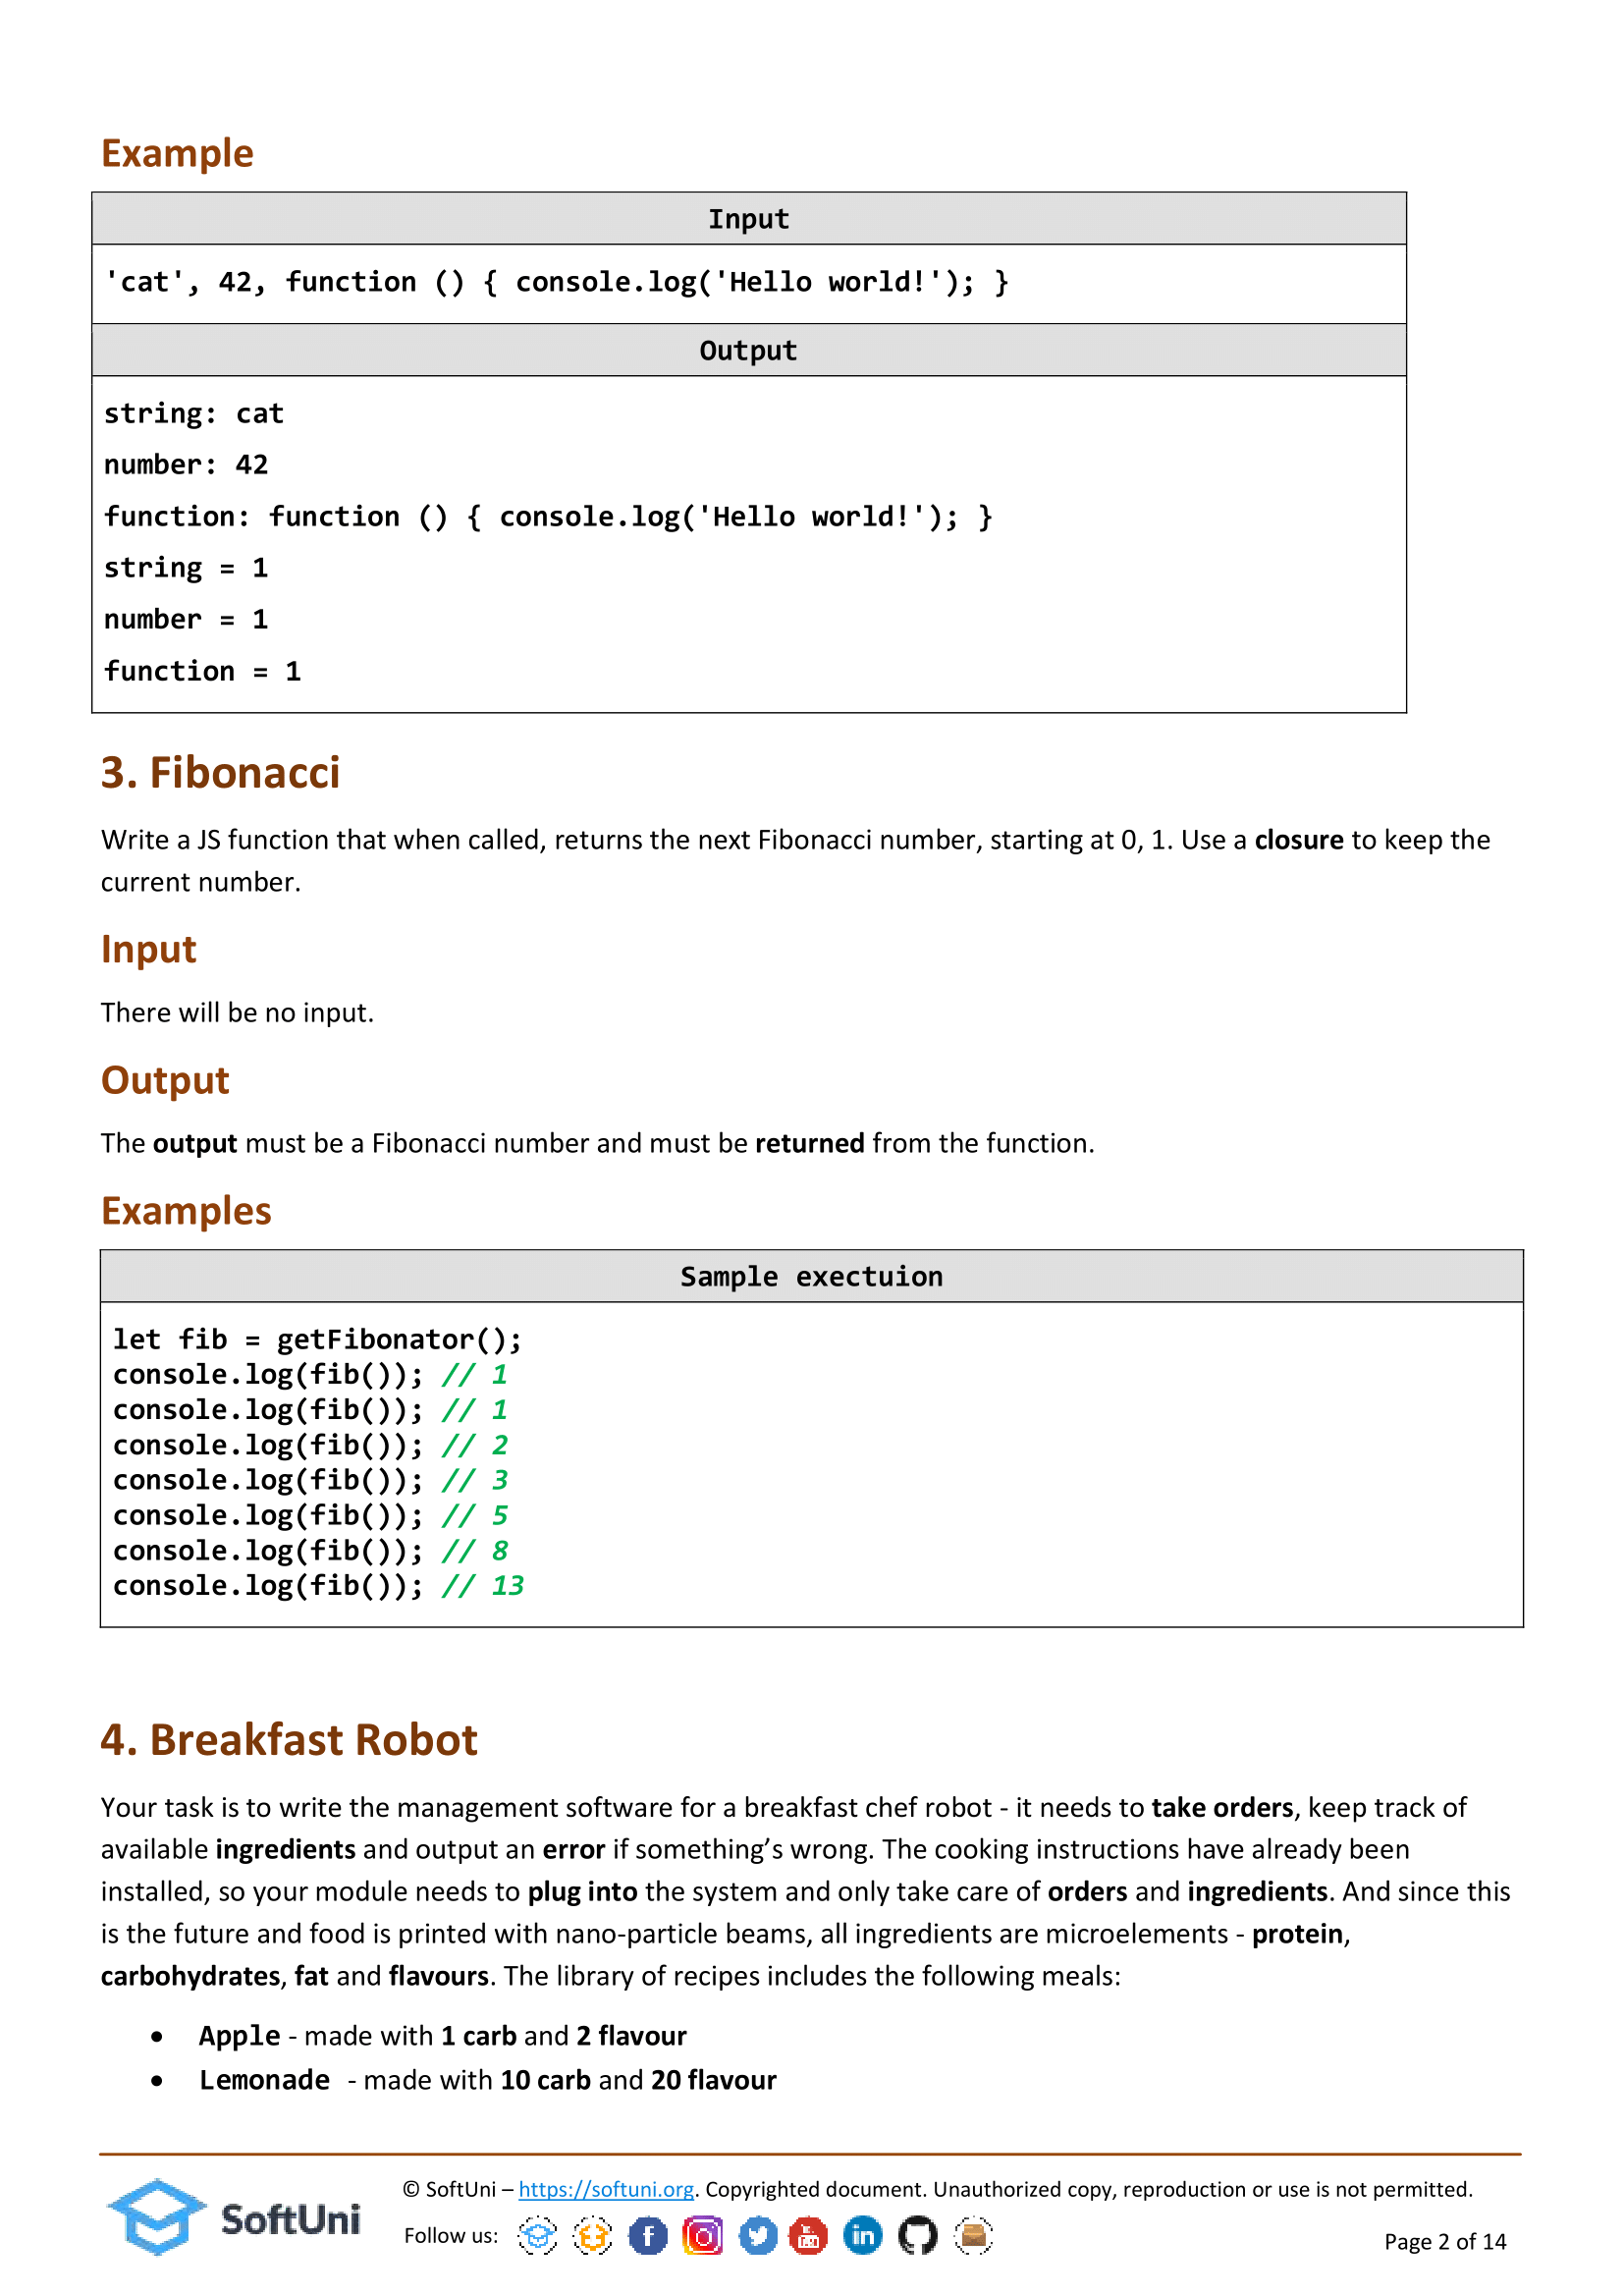 Example
Input
'cat', 42, function () { console.log('Hello world!'); }
Output
string: cat
number: 42
function: function () { console.log('Hello world!'); }
string = 1
number = 1
function = 1
3. Fibonacci
Write a JS function that when called, returns the next Fibonacci number, starting at 0, 1. Use a closure to keep the
current number.
Input
There will be no input.
Output
The output must be a Fibonacci number and must be returned from the function.
Examples
Sample exectuion
let fib = getFibonator();
console.log(fib()); // 1
console.log(fib()); // 1
console.log(fib()); // 2
console.log(fib()); // 3
console.log(fib()); // 5
console.log(fib()); // 8
console.log(fib()); // 13
4. Breakfast Robot
Your task is to write the management software for a breakfast chef robot - it needs to take orders, keep track of
available ingredients and output an error if something’s wrong. The cooking instructions have already been
installed, so your module needs to plug into the system and only take care of orders and ingredients. And since this
is the future and food is printed with nano-particle beams, all ingredients are microelements - protein,
carbohydrates, fat and flavours. The library of recipes includes the following meals:
• Apple - made with 1 carb and 2 flavour
• Lemonade - made with 10 carb and 20 flavour
SoftUni
© SoftUni – https://softuni.org. Copyrighted document. Unauthorized copy, reproduction or use is not permitted.
Follow us:
Page 2 of 14